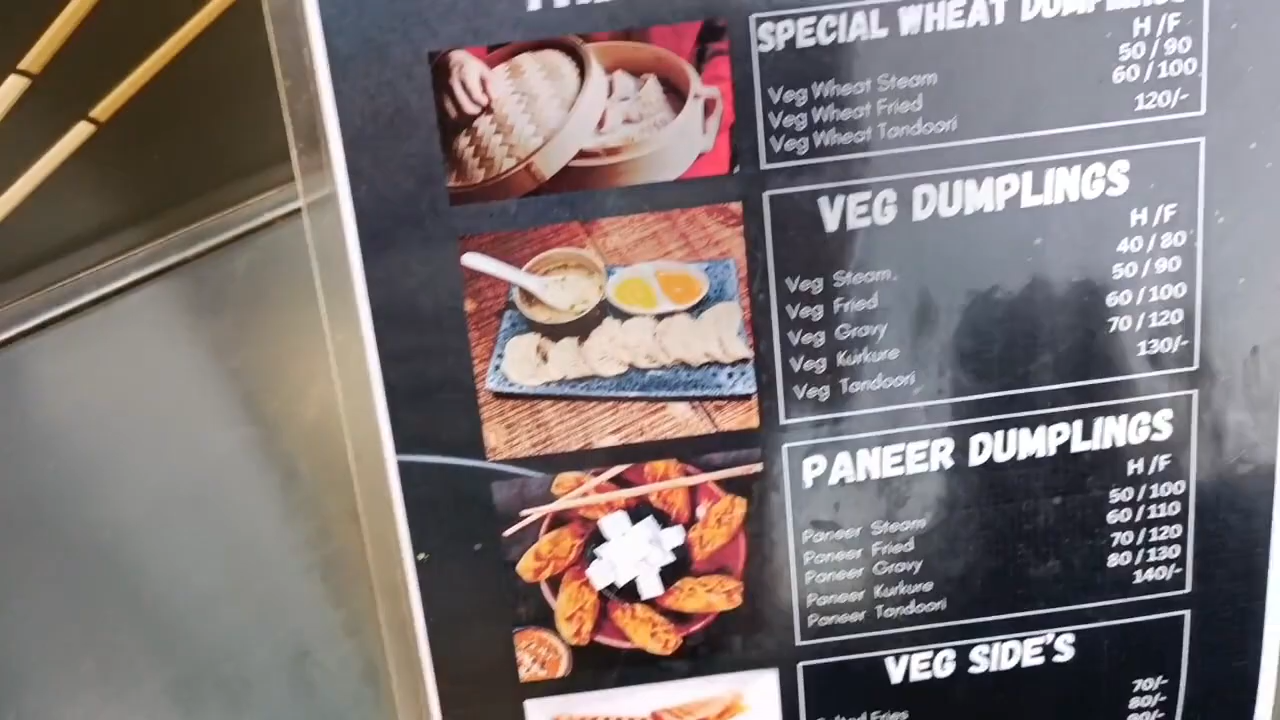 SPECIAL WHEAT DUMPLINGS
H/F
Veg Wheat Steam 50/90
Veg Wheat Fried 60/100
Veg Wheat Tandoori 120/-
VEG DUMPLINGS
H/F
Veg Steam 40/80
Veg Fried 50/90
Veg Gravy 60/100
Veg Kurkure 70/120
Veg Tandoori 130/-
PANEER DUMPLINGS
H/F
Paneer Steam 50/100
Paneer Fried 60/110
Paneer Gravy 70/120
Paneer Kurkure 80/130
Paneer Tandoori 140/-
VEG SIDE'S
70/-
Fries 80/-
80/-